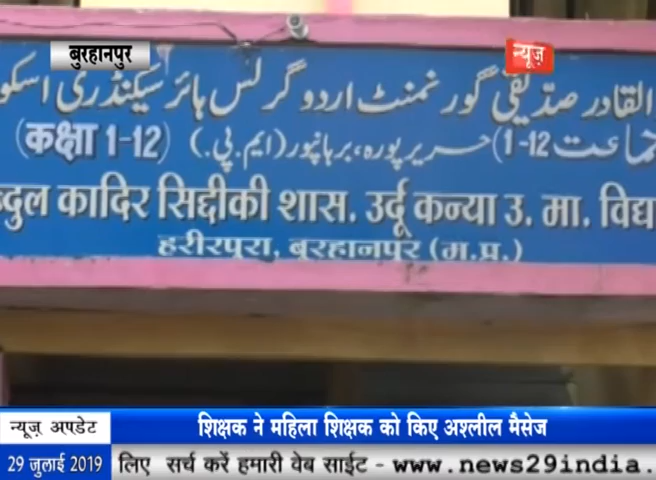 बुरहानपुर
न्यूज़
القادر صدیقی گورنمنٹ اردو گرلس ہائر سیکنڈری اسکو
(कक्षा 1-12) حریرپورہ، برہانپور (ایم.پی.) (جماعت 1-12)
ब्दुल कादिर सिद्दीकी शास. उर्दू कन्या उ. मा. विद्या
हरीरपुरा, बुरहानपुर (म.प्र.)
न्यूज़ अपडेट
शिक्षक ने महिला शिक्षक को किए अश्लील मैसेज
29 जुलाई 2019
लिए सर्च करें हमारी वेब साईट - www.news29india.